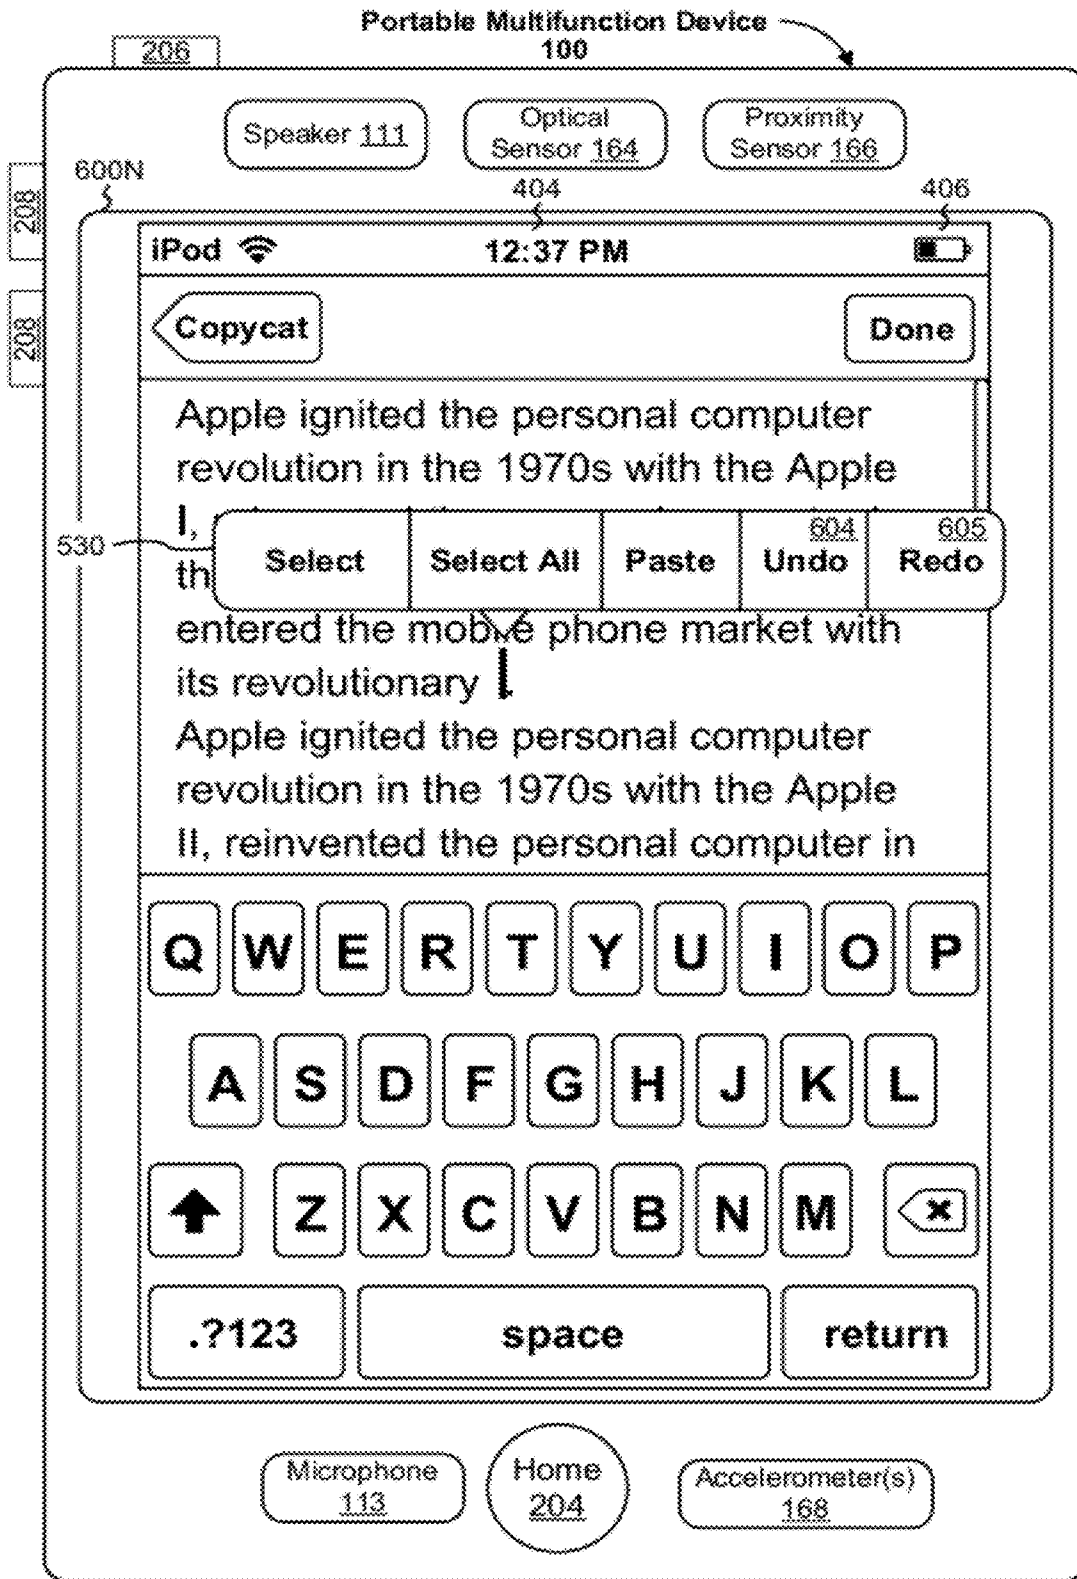 Portable Multifunction Device
100
206
Speaker 111
Optical
Sensor 164
Proximity
Sensor 166
600N
404
406
208
iPod
12:37 PM
208
Copycat
Done
Apple ignited the personal computer
revolution in the 1970s with the Apple
I,
530
Select
Select All
Paste
604
Undo
605
Redo
th
entered the mobile phone market with
its revolutionary .
Apple ignited the personal computer
revolution in the 1970s with the Apple
II, reinvented the personal computer in
Q W E R T Y U I O P
A S D F G H J K L
Z X C V B N M
.?123 space return
Microphone
113
Home
204
Accelerometer(s)
168